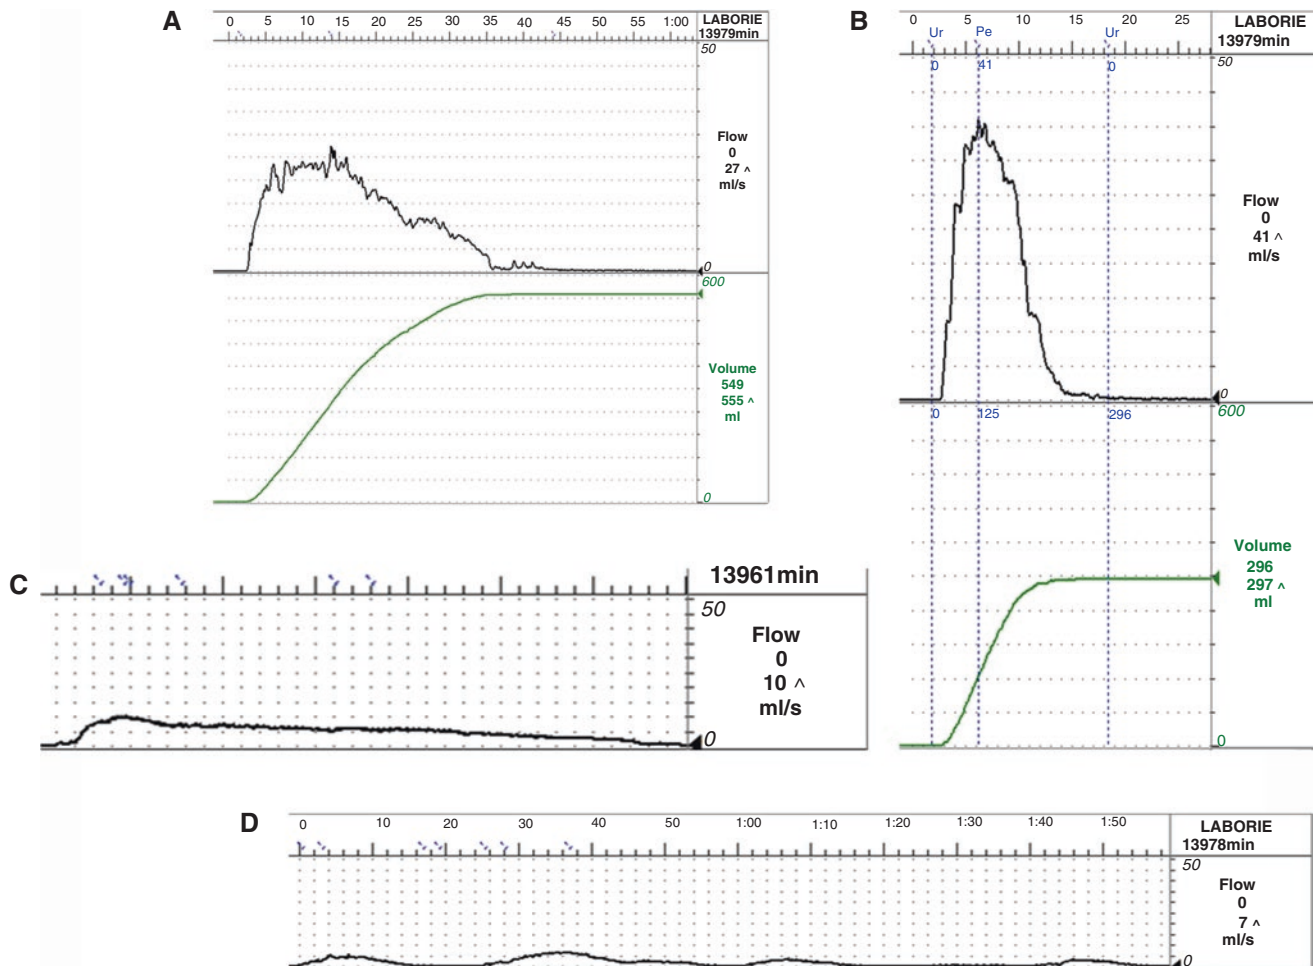 A
0 5 10 15 20 25 30 35 40 45 50 55 1:00
LABORIE
13979min
50
Flow
0
27 ^
ml/s
0
600
Volume
549
555 ^
ml
0
B
0 5 10 15 20 25
LABORIE
13979min
Ur Pe Ur
0 41 0
50
Flow
0
41 ^
ml/s
0
0 125 296
600
Volume
296
297 ^
ml
0
C
13961min
50
Flow
0
10 ^
ml/s
0
D
0 10 20 30 40 50 1:00 1:10 1:20 1:30 1:40 1:50
LABORIE
13978min
50
Flow
0
7 ^
ml/s
0